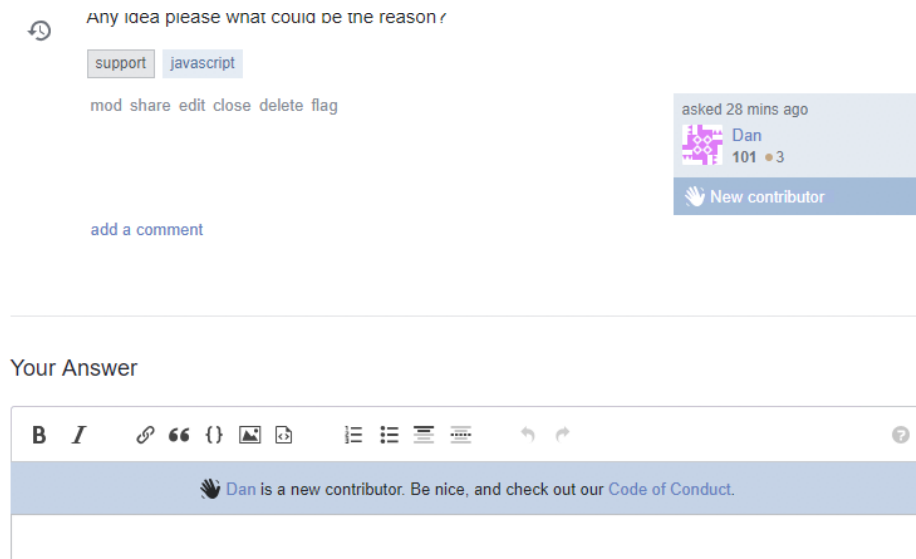 Any idea please what could be the reason?
support javascript
mod share edit close delete flag
asked 28 mins ago
Dan
101 ●3
New contributor
add a comment
Your Answer
B I {}
Dan is a new contributor. Be nice, and check out our Code of Conduct.